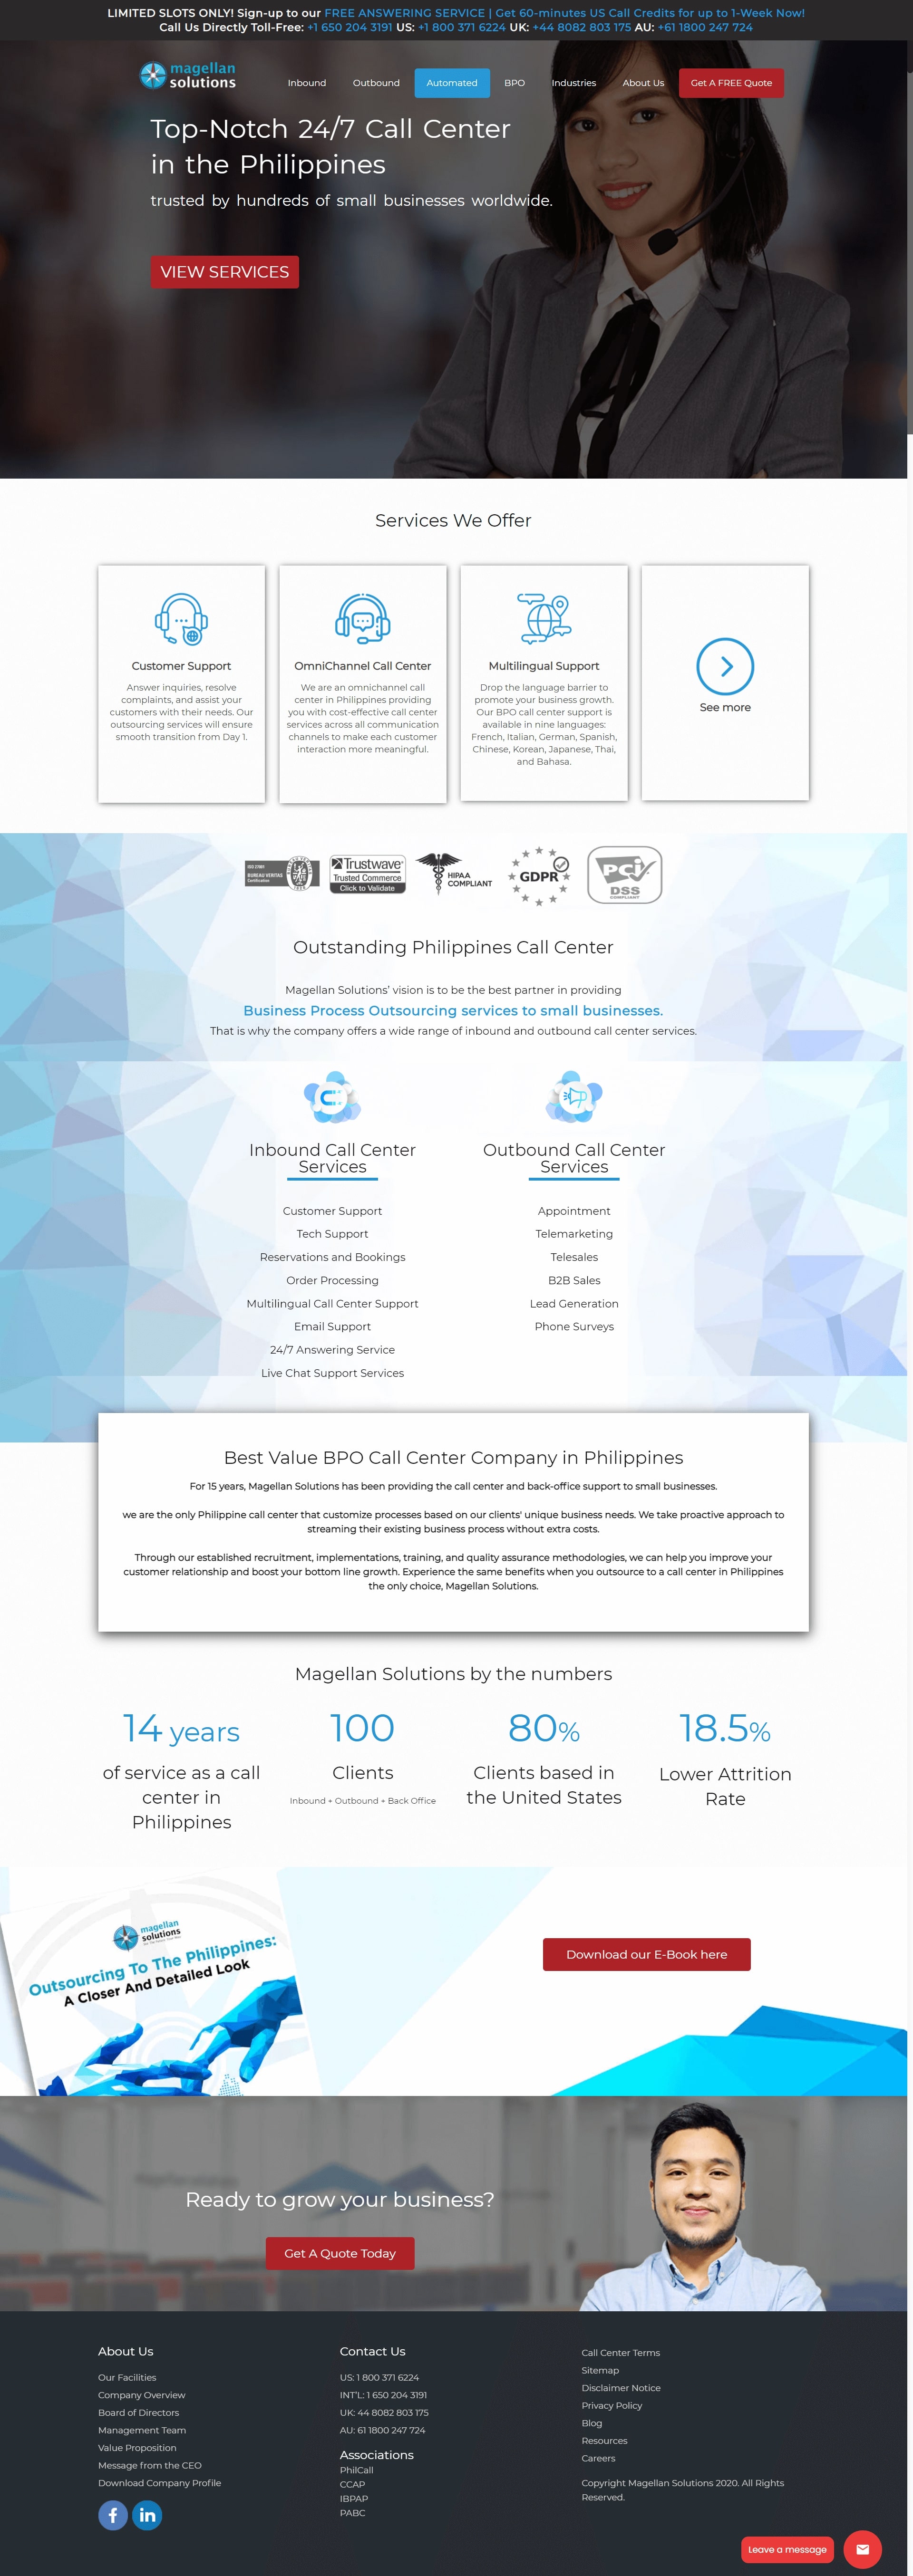 LIMITED SLOTS ONLY! Sign-up to our FREE ANSWERING SERVICE | Get 60-minutes US Call Credits for up to 1-Week Now!
Call Us Directly Toll-Free: +1 650 204 3191 US: +1 800 371 6224 UK: +44 8082 803 175 AU: +61 1800 247 724
magellan
solutions
Inbound Outbound Automated BPO Industries About Us Get A FREE Quote
Top-Notch 24/7 Call Center
in the Philippines
trusted by hundreds of small businesses worldwide.
VIEW SERVICES
Services We Offer
Customer Support
Answer inquiries, resolve
complaints, and assist your
customers with their needs. Our
outsourcing services will ensure
smooth transition from Day 1.
OmniChannel Call Center
We are an omnichannel call
center in Philippines providing
you with cost-effective call center
services across all communication
channels to make each customer
interaction more meaningful.
Multilingual Support
Drop the language barrier to
promote your business growth.
Our BPO call center support is
available in nine languages:
French, Italian, German, Spanish,
Chinese, Korean, Japanese, Thai,
and Bahasa.
See more
ISO 27001
BUREAU VERITAS
Certification
Trustwave
Trusted Commerce
Click to Validate
HIPAA
COMPLIANT
GDPR
PCI
DSS
COMPLIANT
Outstanding Philippines Call Center
Magellan Solutions' vision is to be the best partner in providing
Business Process Outsourcing services to small businesses.
That is why the company offers a wide range of inbound and outbound call center services.
Inbound Call Center
Services
Customer Support
Tech Support
Reservations and Bookings
Order Processing
Multilingual Call Center Support
Email Support
24/7 Answering Service
Live Chat Support Services
Outbound Call Center
Services
Appointment
Telemarketing
Telesales
B2B Sales
Lead Generation
Phone Surveys
Best Value BPO Call Center Company in Philippines
For 15 years, Magellan Solutions has been providing the call center and back-office support to small businesses.
we are the only Philippine call center that customize processes based on our clients' unique business needs. We take proactive approach to
streaming their existing business process without extra costs.
Through our established recruitment, implementations, training, and quality assurance methodologies, we can help you improve your
customer relationship and boost your bottom line growth. Experience the same benefits when you outsource to a call center in Philippines
the only choice, Magellan Solutions.
Magellan Solutions by the numbers
14 years
of service as a call
center in
Philippines
100
Clients
Inbound + Outbound + Back Office
80%
Clients based in
the United States
18.5%
Lower Attrition
Rate
magellan
solutions
Outsourcing To The Philippines:
A Closer And Detailed Look
Download our E-Book here
Ready to grow your business?
Get A Quote Today
About Us
Our Facilities
Company Overview
Board of Directors
Management Team
Value Proposition
Message from the CEO
Download Company Profile
f in
Contact Us
US: 1 800 371 6224
INT'L: 1 650 204 3191
UK: 44 8082 803 175
AU: 61 1800 247 724
Associations
PhilCall
CCAP
IBPAP
PABC
Call Center Terms
Sitemap
Disclaimer Notice
Privacy Policy
Blog
Resources
Careers
Copyright Magellan Solutions 2020. All Rights
Reserved.
Leave a message